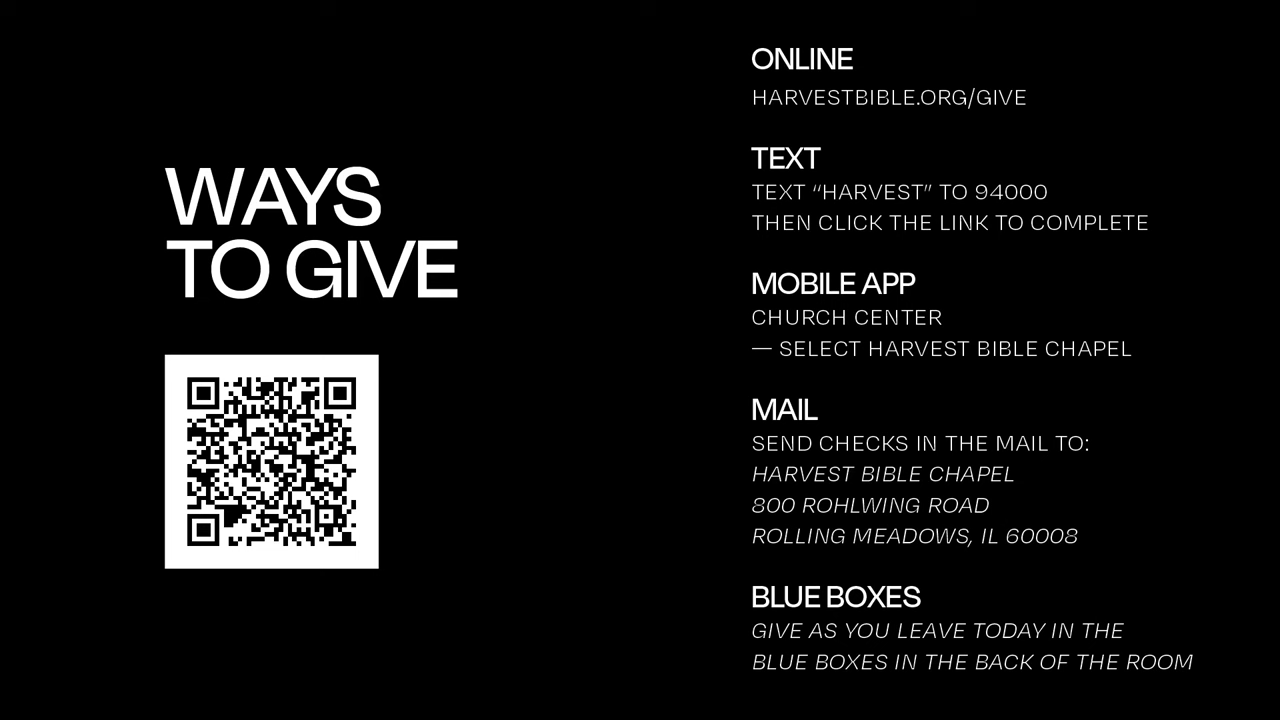 WAYS
TO GIVE
ONLINE
HARVESTBIBLE.ORG/GIVE
TEXT
TEXT “HARVEST” TO 94000
THEN CLICK THE LINK TO COMPLETE
MOBILE APP
CHURCH CENTER
— SELECT HARVEST BIBLE CHAPEL
MAIL
SEND CHECKS IN THE MAIL TO:
HARVEST BIBLE CHAPEL
800 ROHLWING ROAD
ROLLING MEADOWS, IL 60008
BLUE BOXES
GIVE AS YOU LEAVE TODAY IN THE
BLUE BOXES IN THE BACK OF THE ROOM